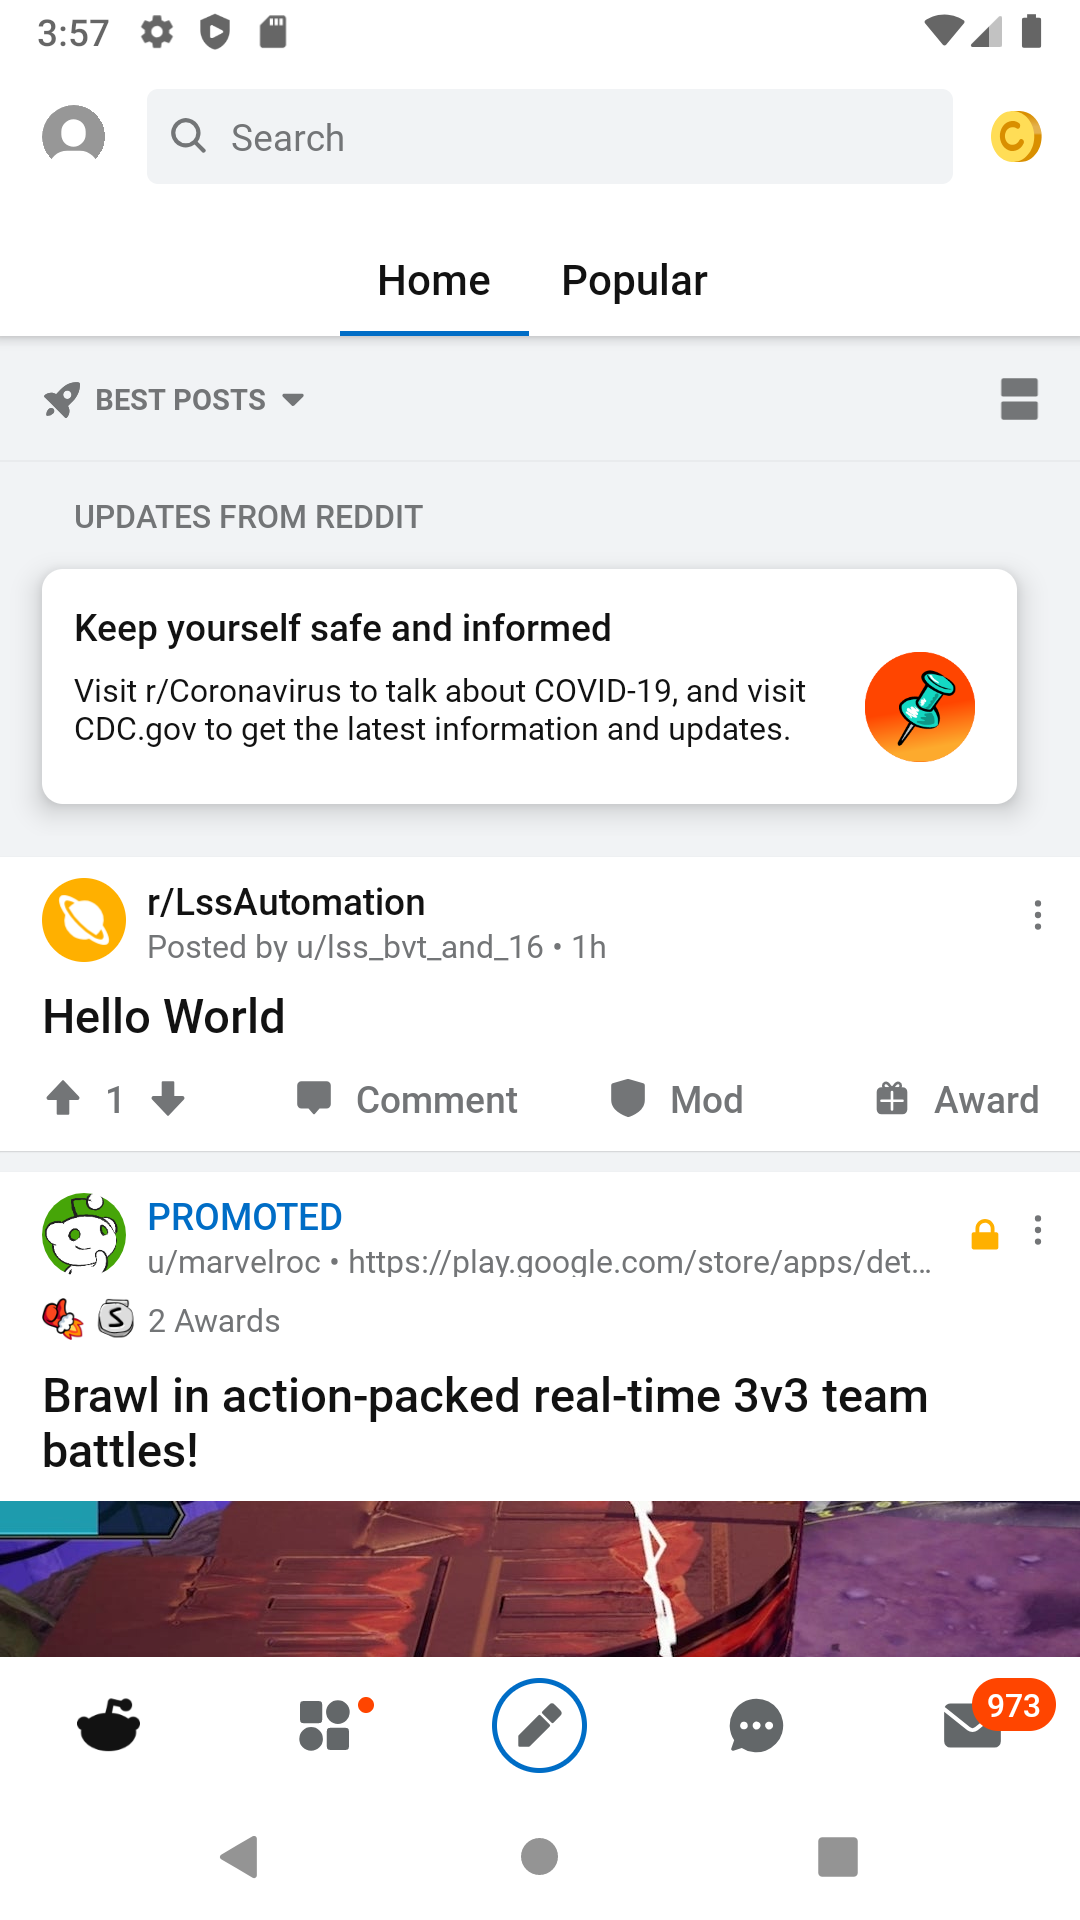 3:57
Search
Home Popular
BEST POSTS
UPDATES FROM REDDIT
Keep yourself safe and informed
Visit r/Coronavirus to talk about COVID-19, and visit
CDC.gov to get the latest information and updates.
r/LssAutomation
Posted by u/lss_bvt_and_16 • 1h
Hello World
1 Comment Mod Award
PROMOTED
u/marvelroc • https://play.google.com/store/apps/det...
2 Awards
Brawl in action-packed real-time 3v3 team
battles!
973